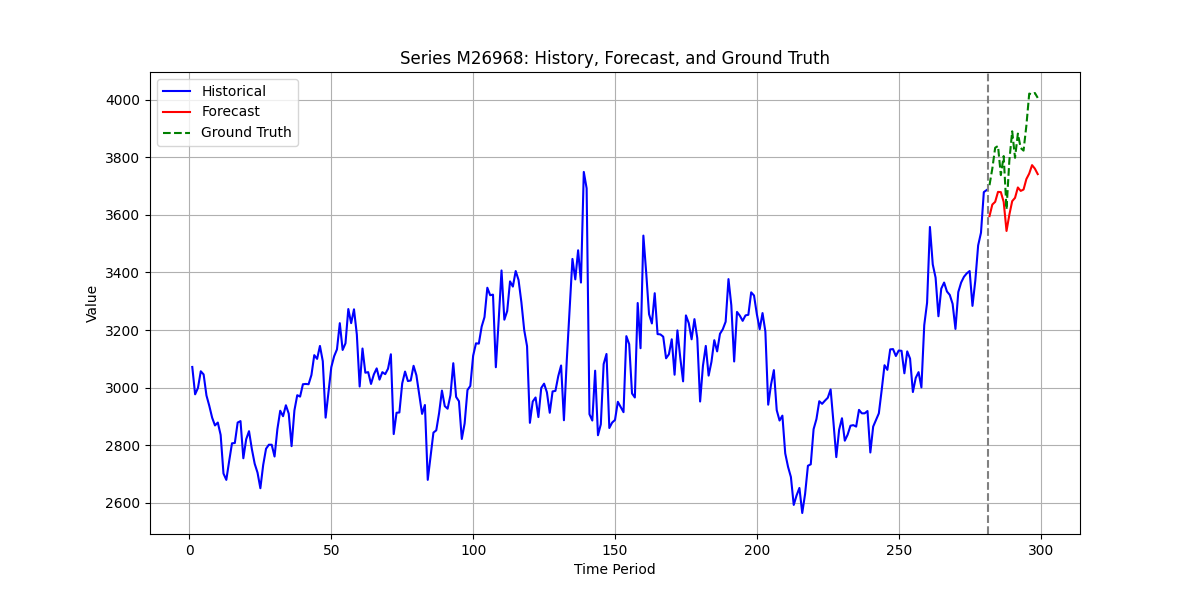 Series M26968: History, Forecast, and Ground Truth
Historical
Forecast
Ground Truth
4000
3800
3600
3400
3200
3000
2800
2600
Value
0 50 100 150 200 250 300
Time Period